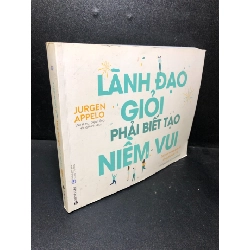 LÃNH ĐẠO
GIỎI
PHẢI BIẾT TẠO
NIỀM VUI
JURGEN
APPELO